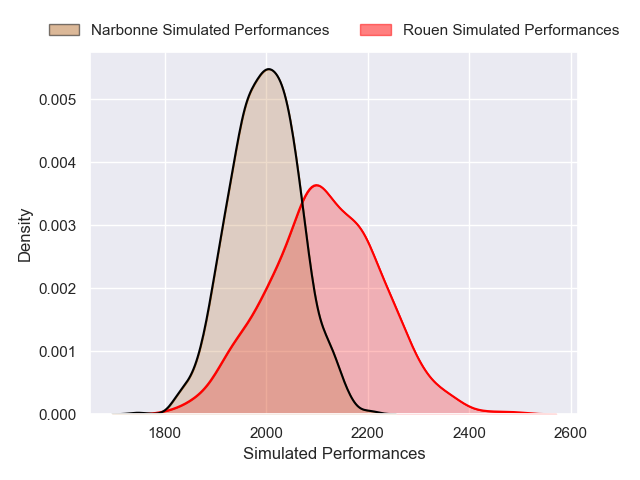 Narbonne Simulated Performances Rouen Simulated Performances
0.005
0.004
0.003
0.002
0.001
0.000
Density
1800 2000 2200 2400 2600
Simulated Performances